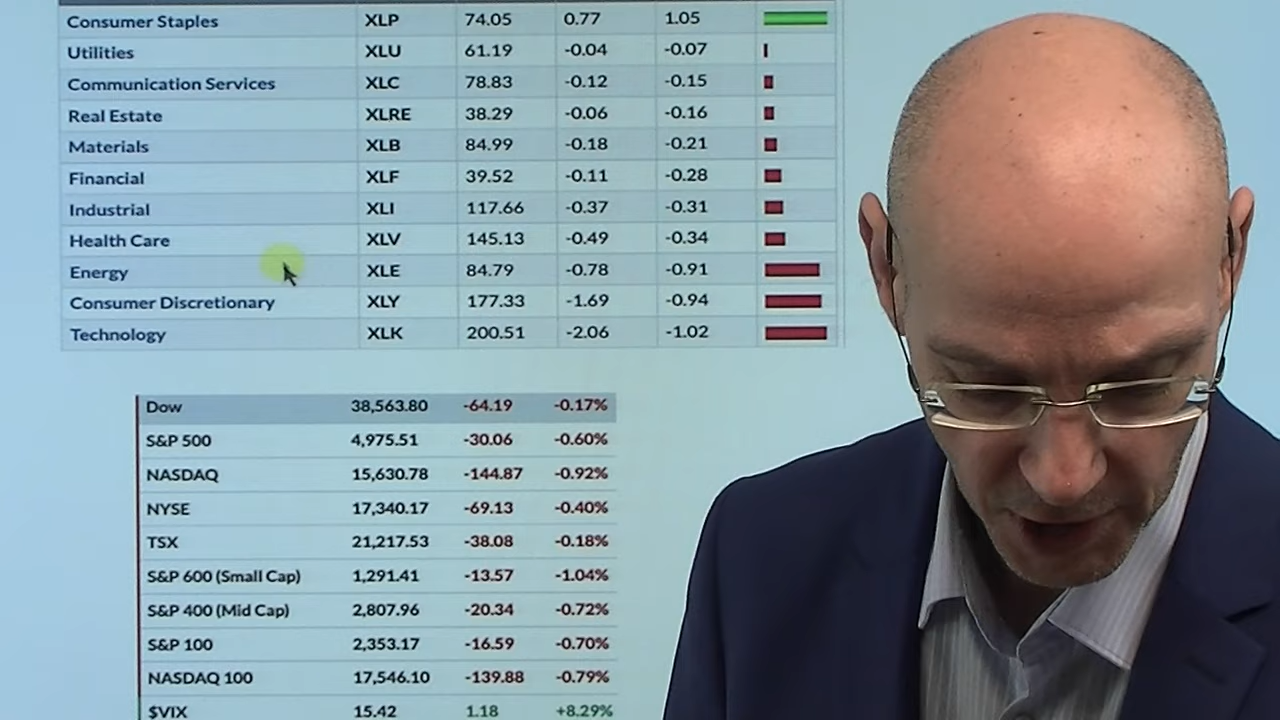 Consumer Staples XLP 74.05 0.77 1.05
Utilities XLU 61.19 -0.04 -0.07
Communication Services XLC 78.83 -0.12 -0.15
Real Estate XLRE 38.29 -0.06 -0.16
Materials XLB 84.99 -0.18 -0.21
Financial XLF 39.52 -0.11 -0.28
Industrial XLI 117.66 -0.37 -0.31
Health Care XLV 145.13 -0.49 -0.34
Energy XLE 84.79 -0.78 -0.91
Consumer Discretionary XLY 177.33 -1.69 -0.94
Technology XLK 200.51 -2.06 -1.02
Dow 38,563.80 -64.19 -0.17%
S&P 500 4,975.51 -30.06 -0.60%
NASDAQ 15,630.78 -144.87 -0.92%
NYSE 17,340.17 -69.13 -0.40%
TSX 21,217.53 -38.08 -0.18%
S&P 600 (Small Cap) 1,291.41 -13.57 -1.04%
S&P 400 (Mid Cap) 2,807.96 -20.34 -0.72%
S&P 100 2,353.17 -16.59 -0.70%
NASDAQ 100 17,546.10 -139.88 -0.79%
$VIX 15.42 1.18 +8.29%